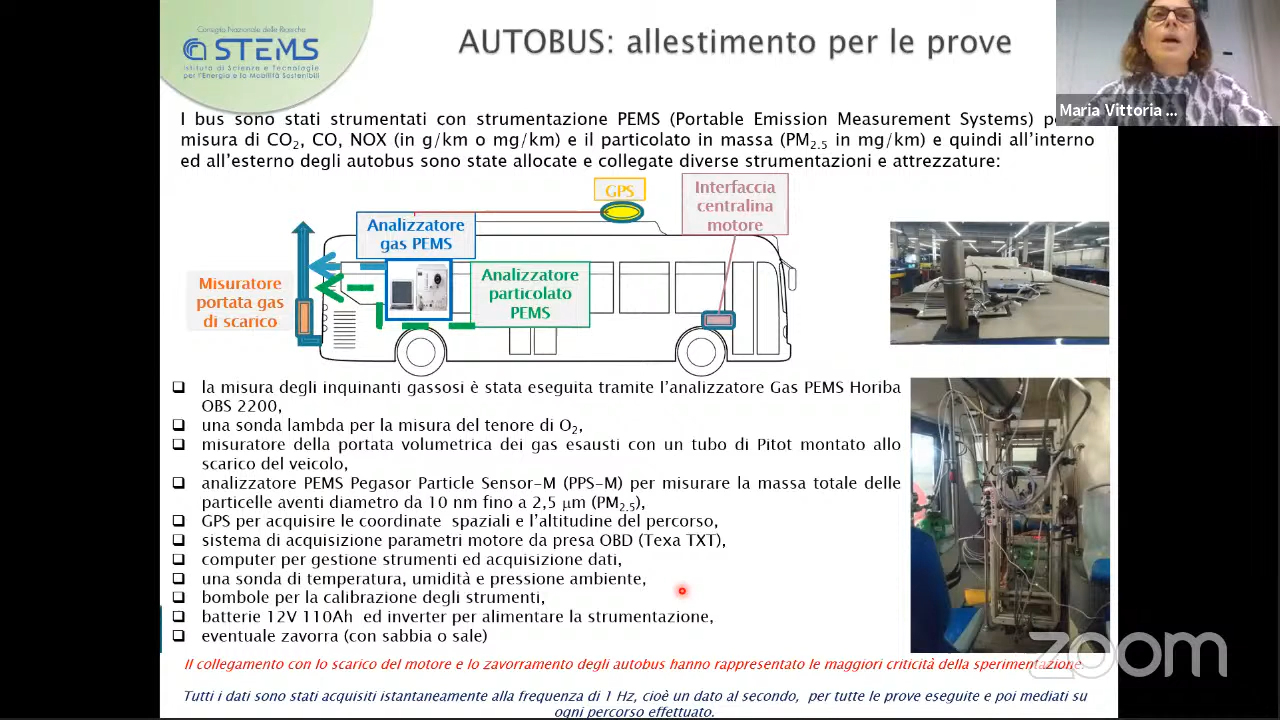 Consiglio Nazionale delle Ricerche
STEMS
Istituto di Scienze e Tecnologie
per l'Energia e la Mobilità Sostenibili
AUTOBUS: allestimento per le prove
Maria Vittoria ...
I bus sono stati strumentati con strumentazione PEMS (Portable Emission Measurement Systems)
misura di CO2, CO, NOX (in g/km o mg/km) e il particolato in massa (PM2.5 in mg/km) e quindi all'interno
ed all'esterno degli autobus sono state allocate e collegate diverse strumentazioni e attrezzature:
GPS
Interfaccia
centralina
motore
Analizzatore
gas PEMS
Analizzatore
particolato
PEMS
Misuratore
portata gas
di scarico
❑ la misura degli inquinanti gassosi è stata eseguita tramite l'analizzatore Gas PEMS Horiba
OBS 2200,
❑ una sonda lambda per la misura del tenore di O2,
❑ misuratore della portata volumetrica dei gas esausti con un tubo di Pitot montato allo
scarico del veicolo,
❑ analizzatore PEMS Pegasor Particle Sensor-M (PPS-M) per misurare la massa totale delle
particelle aventi diametro da 10 nm fino a 2,5 μm (PM2.5),
❑ GPS per acquisire le coordinate spaziali e l'altitudine del percorso,
❑ sistema di acquisizione parametri motore da presa OBD (Texa TXT),
❑ computer per gestione strumenti ed acquisizione dati,
❑ una sonda di temperatura, umidità e pressione ambiente,
❑ bombole per la calibrazione degli strumenti,
❑ batterie 12V 110Ah ed inverter per alimentare la strumentazione,
❑ eventuale zavorra (con sabbia o sale)
Il collegamento con lo scarico del motore e lo zavorramento degli autobus hanno rappresentato le maggiori criticità della sperimentazione.
zoom
Tutti i dati sono stati acquisiti istantaneamente alla frequenza di 1 Hz, cioè un dato al secondo, per tutte le prove eseguite e poi mediati su
ogni percorso effettuato.